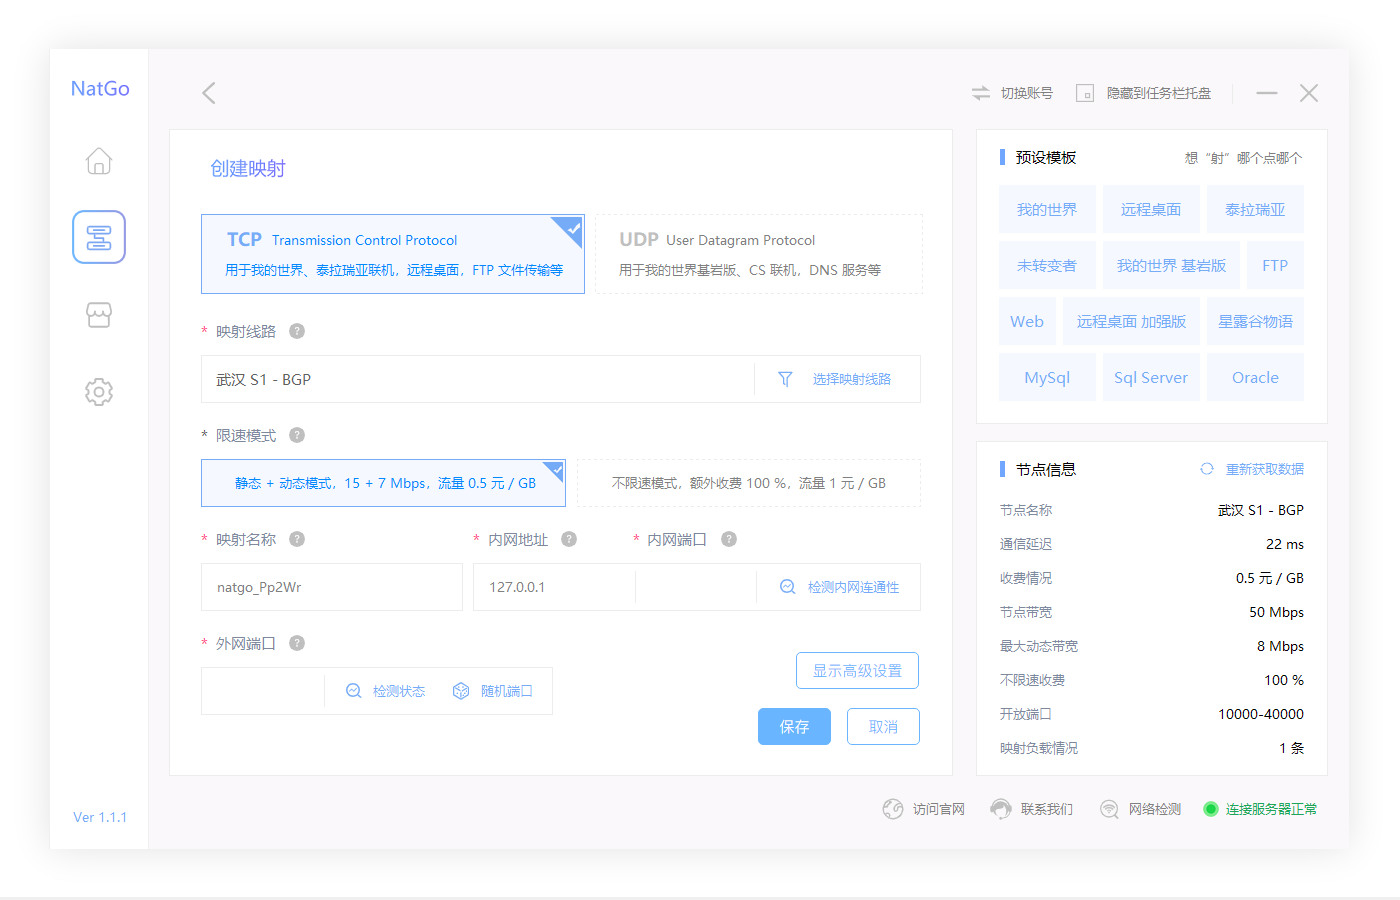 NatGo
切换账号
隐藏到任务栏托盘
创建映射
TCP Transmission Control Protocol
用于我的世界、泰拉瑞亚联机，远程桌面，FTP 文件传输等
UDP User Datagram Protocol
用于我的世界基岩版、CS 联机，DNS 服务等
* 映射线路 ?
武汉 S1 - BGP
选择映射线路
* 限速模式 ?
静态 + 动态模式，15 + 7 Mbps，流量 0.5 元 / GB
不限速模式，额外收费 100 %，流量 1 元 / GB
* 映射名称 ?
* 内网地址 ?
* 内网端口 ?
natgo_Pp2Wr
127.0.0.1
检测内网连通性
* 外网端口 ?
检测状态
随机端口
显示高级设置
保存
取消
预设模板
想“射”哪个点哪个
我的世界
远程桌面
泰拉瑞亚
未转变者
我的世界 基岩版
FTP
Web
远程桌面 加强版
星露谷物语
MySql
Sql Server
Oracle
节点信息
重新获取数据
节点名称 武汉 S1 - BGP
通信延迟 22 ms
收费情况 0.5 元 / GB
节点带宽 50 Mbps
最大动态带宽 8 Mbps
不限速收费 100 %
开放端口 10000-40000
映射负载情况 1 条
Ver 1.1.1
访问官网
联系我们
网络检测
连接服务器正常